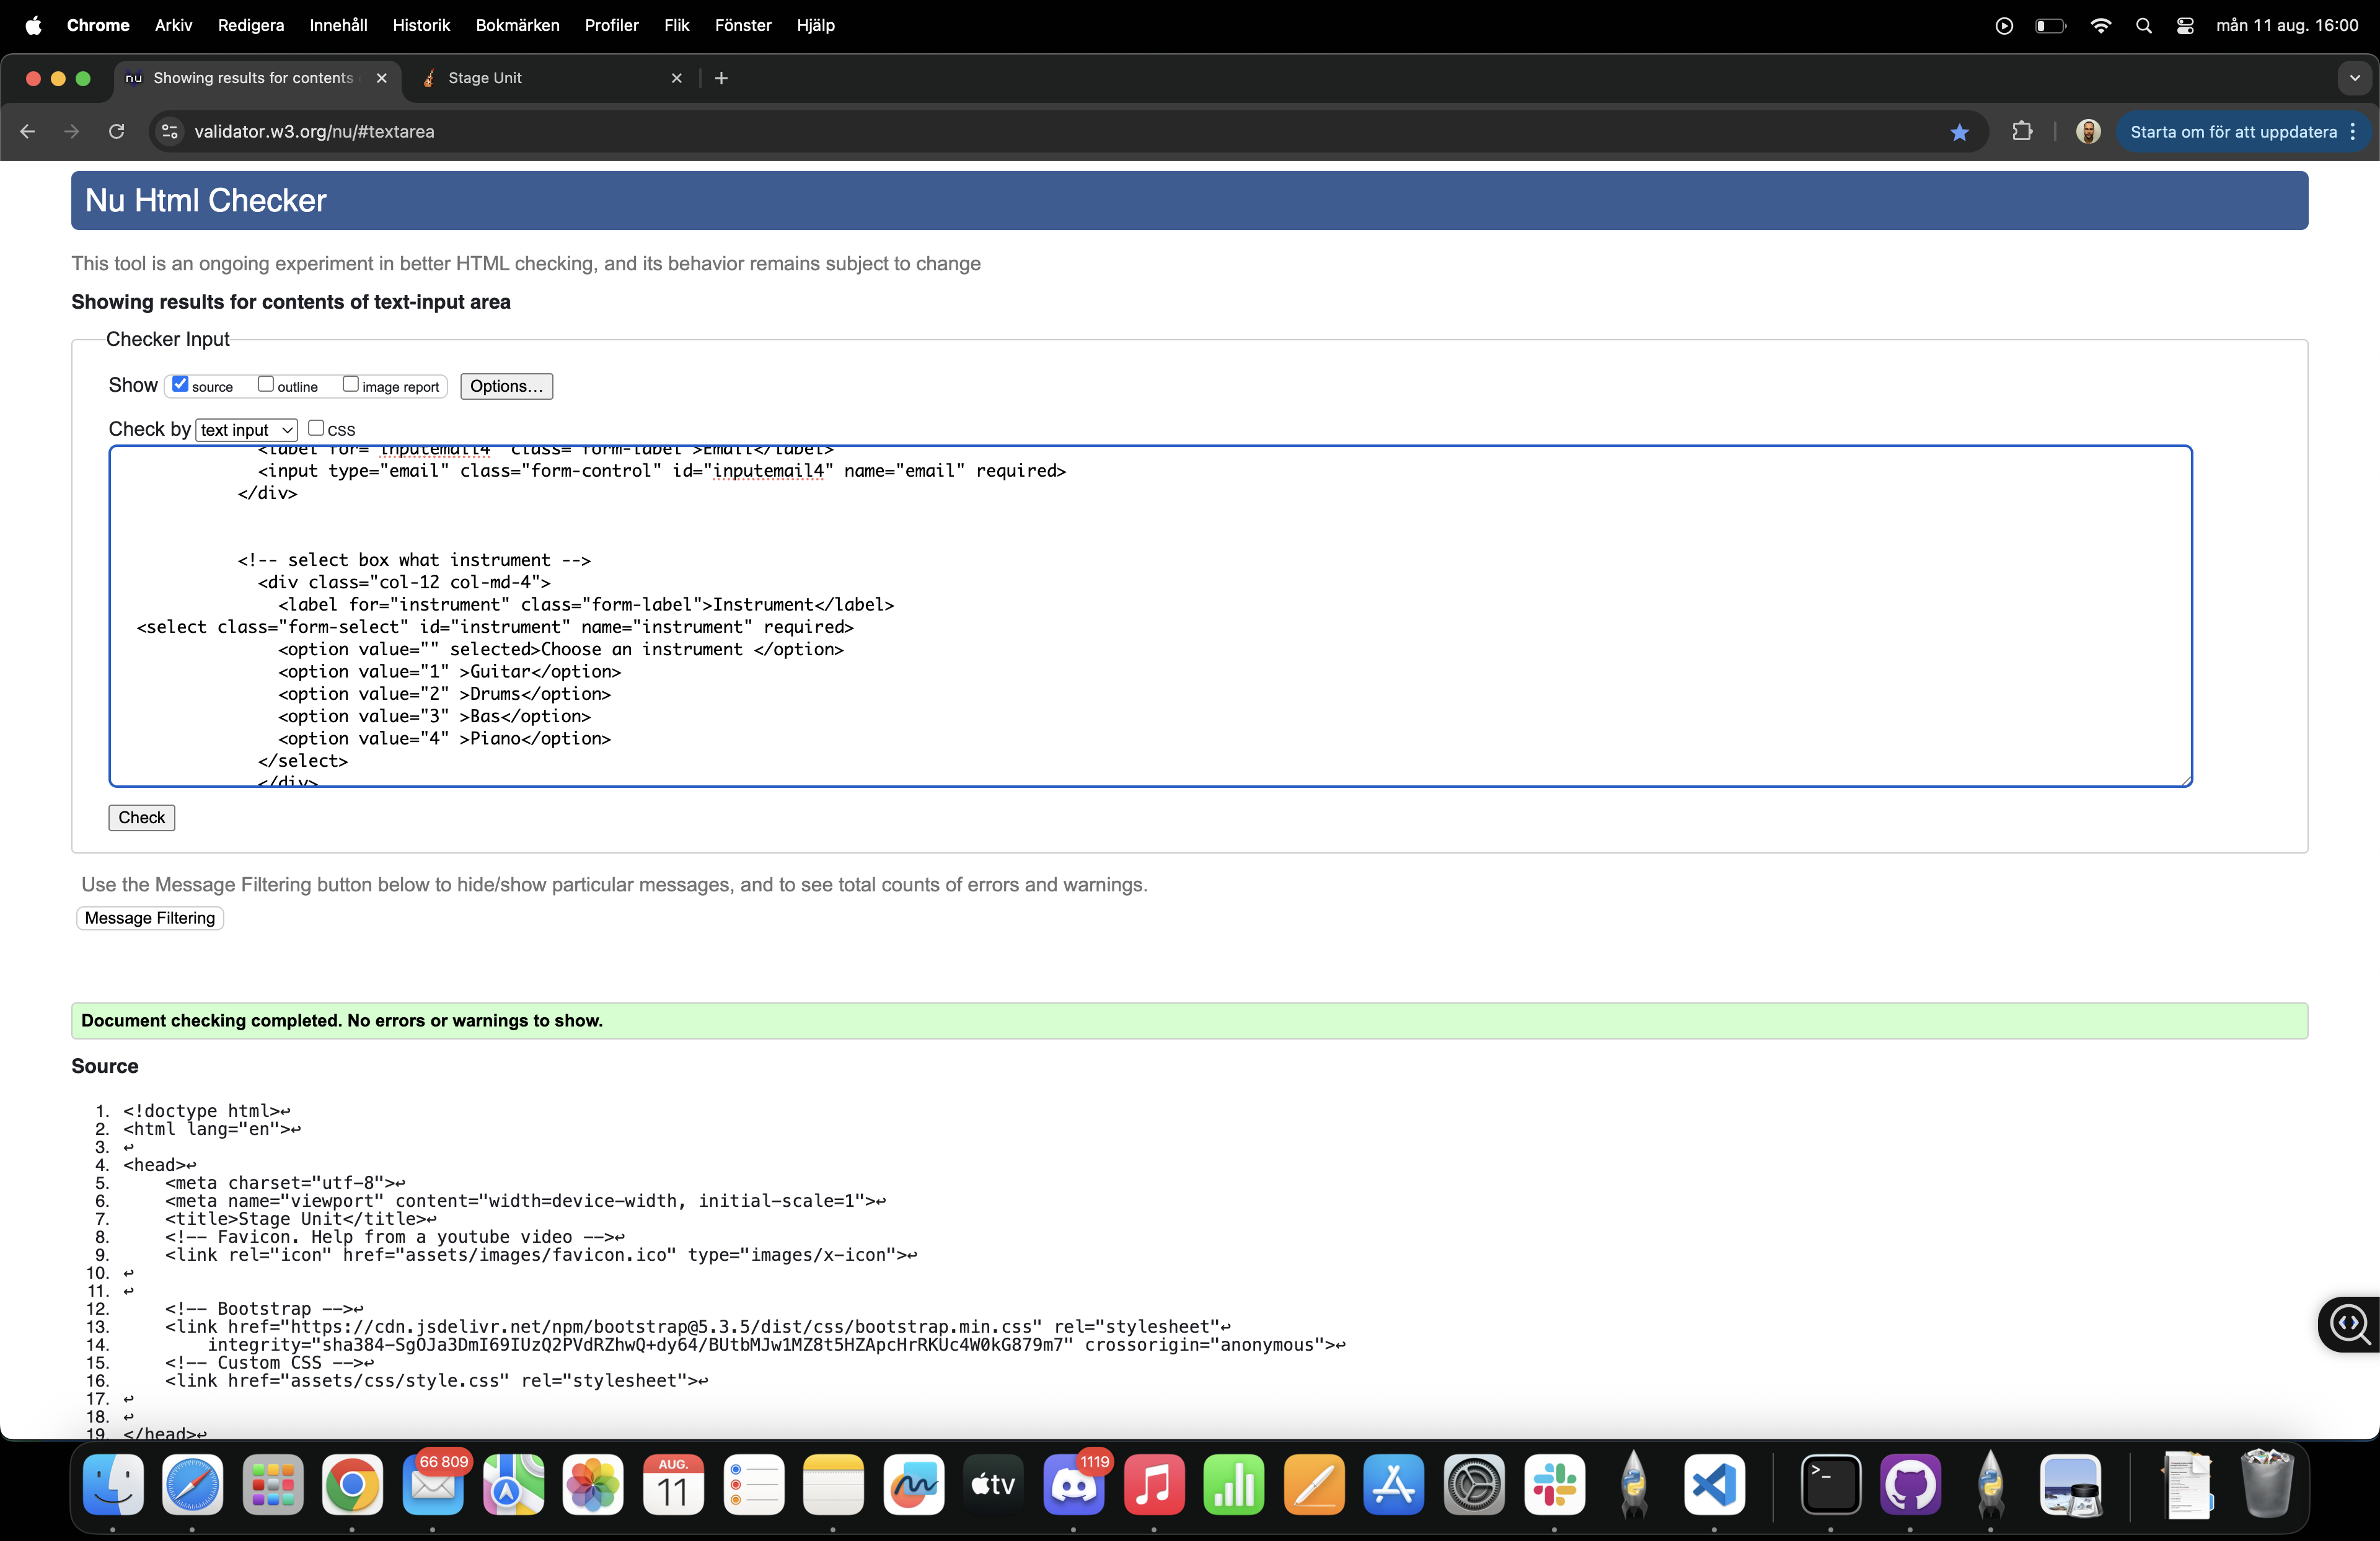 Chrome Arkiv Redigera Innehåll Historik Bokmärken Profiler Flik Fönster Hjälp mån 11 aug. 16:00
nu Showing results for contents Stage Unit
validator.w3.org/nu/#textarea Starta om för att uppdatera
Nu Html Checker
This tool is an ongoing experiment in better HTML checking, and its behavior remains subject to change
Showing results for contents of text-input area
Checker Input
Show source outline image report Options...
Check by text input CSS
<label for="inputemail4" class="form-label">Email</label>
<input type="email" class="form-control" id="inputemail4" name="email" required>
</div>
<!-- select box what instrument -->
<div class="col-12 col-md-4">
<label for="instrument" class="form-label">Instrument</label>
<select class="form-select" id="instrument" name="instrument" required>
<option value="" selected>Choose an instrument </option>
<option value="1" >Guitar</option>
<option value="2" >Drums</option>
<option value="3" >Bas</option>
<option value="4" >Piano</option>
</select>
</div>
Check
Use the Message Filtering button below to hide/show particular messages, and to see total counts of errors and warnings.
Message Filtering
Document checking completed. No errors or warnings to show.
Source
1. <!doctype html>↩
2. <html lang="en">↩
3. ↩
4. <head>↩
5. <meta charset="utf-8">↩
6. <meta name="viewport" content="width=device-width, initial-scale=1">↩
7. <title>Stage Unit</title>↩
8. <!-- Favicon. Help from a youtube video -->↩
9. <link rel="icon" href="assets/images/favicon.ico" type="images/x-icon">↩
10. ↩
11. ↩
12. <!-- Bootstrap -->↩
13. <link href="https://cdn.jsdelivr.net/npm/bootstrap@5.3.5/dist/css/bootstrap.min.css" rel="stylesheet"↩
14. integrity="sha384-SgOJa3DmI69IUzQ2PVdRZhwQ+dy64/BUtbMJw1MZ8t5HZApcHrRKUc4W0kG879m7" crossorigin="anonymous">↩
15. <!-- Custom CSS -->↩
16. <link href="assets/css/style.css" rel="stylesheet">↩
17. ↩
18. ↩
19. </head>↩
66 809 AUG. 11 tv 1119 >_